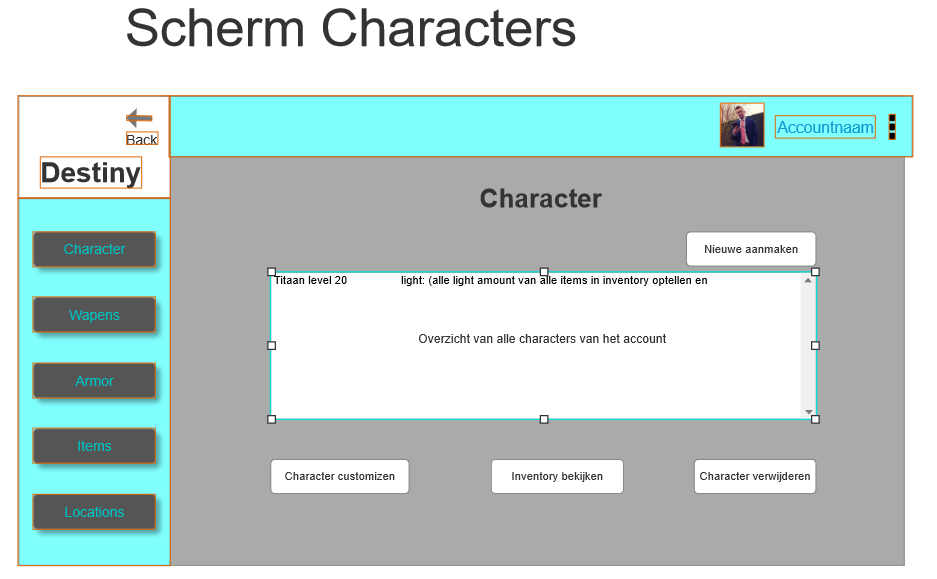 Scherm Characters
Back
Destiny
Accountnaam
Character
Wapens
Armor
Items
Locations
Character
Nieuwe aanmaken
Titaan level 20 light: (alle light amount van alle items in inventory optellen en
Overzicht van alle characters van het account
Character customizen
Inventory bekijken
Character verwijderen